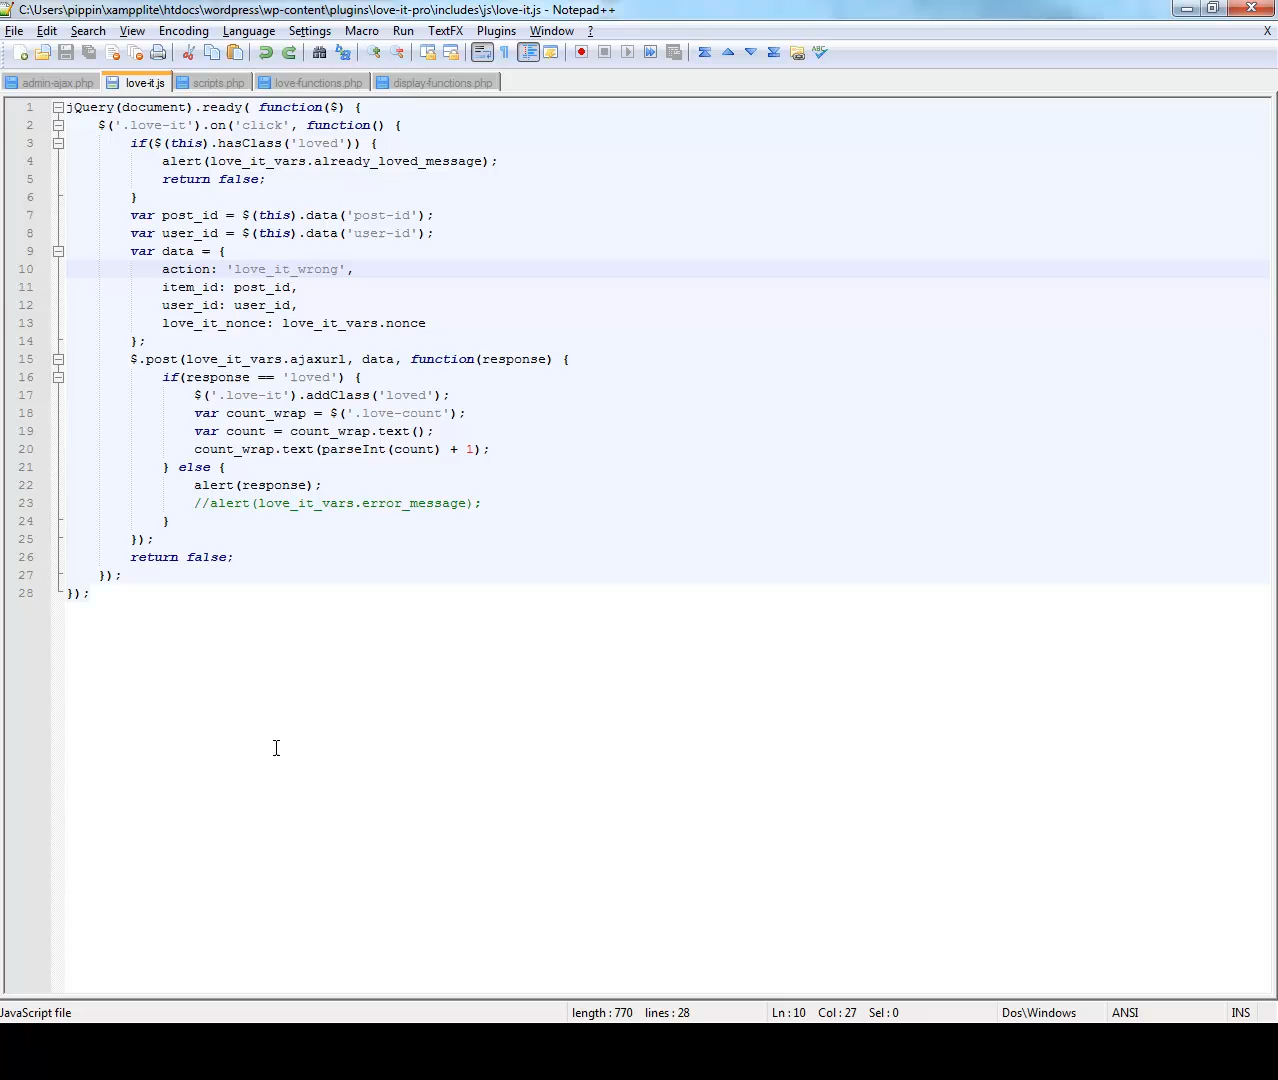 C:\Users\pippin\xampplite\htdocs\wordpress\wp-content\plugins\love-it-pro\includes\js\love-it.js - Notepad++
File Edit Search View Encoding Language Settings Macro Run TextFX Plugins Window ? X
admin-ajax.php love-it.js scripts.php love-functions.php display-functions.php
1 jQuery(document).ready( function($) {
2 $('.love-it').on('click', function() {
3 if($(this).hasClass('loved')) {
4 alert(love_it_vars.already_loved_message);
5 return false;
6 }
7 var post_id = $(this).data('post-id');
8 var user_id = $(this).data('user-id');
9 var data = {
10 action: 'love_it_wrong',
11 item_id: post_id,
12 user_id: user_id,
13 love_it_nonce: love_it_vars.nonce
14 };
15 $.post(love_it_vars.ajaxurl, data, function(response) {
16 if(response == 'loved') {
17 $('.love-it').addClass('loved');
18 var count_wrap = $('.love-count');
19 var count = count_wrap.text();
20 count_wrap.text(parseInt(count) + 1);
21 } else {
22 alert(response);
23 //alert(love_it_vars.error_message);
24 }
25 });
26 return false;
27 });
28 });
JavaScript file length : 770 lines : 28 Ln : 10 Col : 27 Sel : 0 Dos\Windows ANSI INS